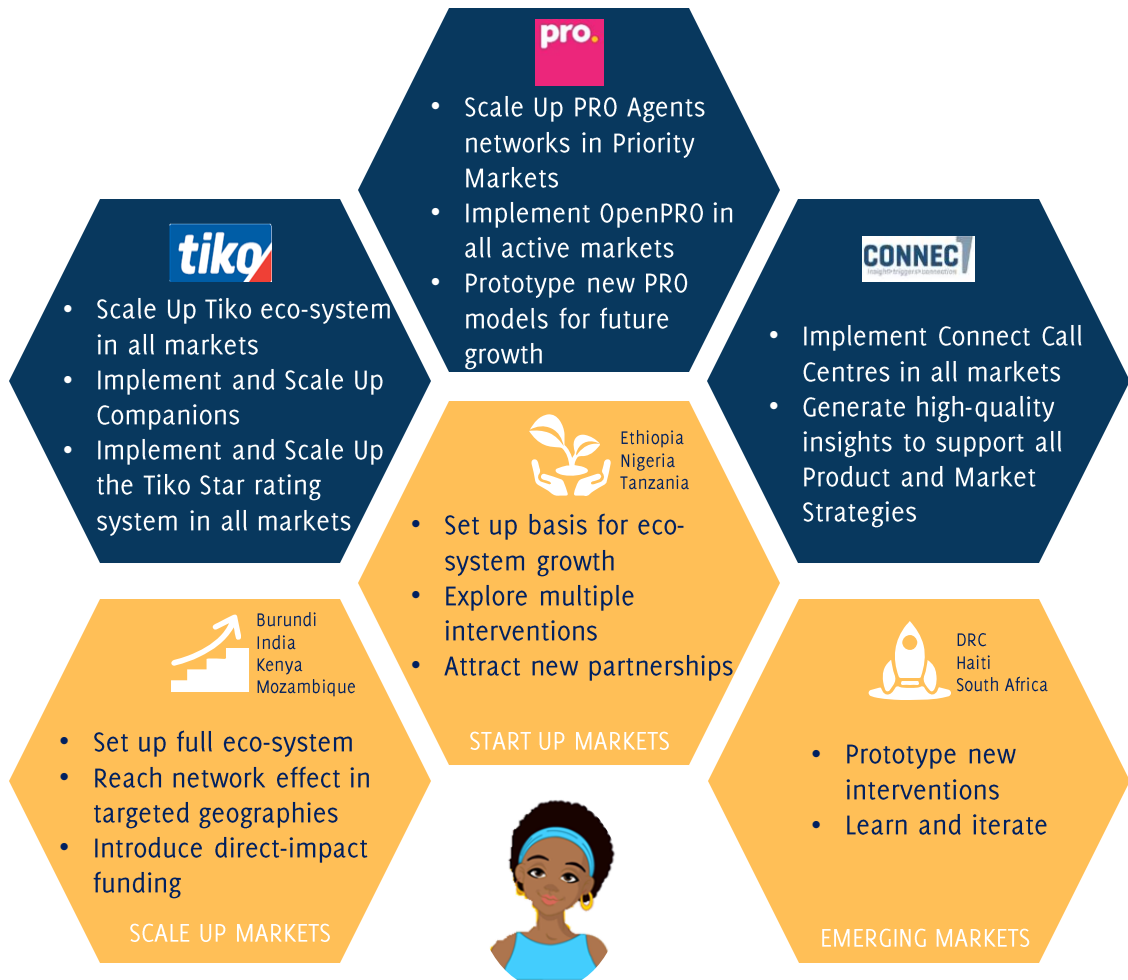 pro.
• Scale Up PRO Agents
networks in Priority
Markets
• Implement OpenPRO in
all active markets
• Prototype new PRO
models for future
growth
tiko
• Scale Up Tiko eco-system
in all markets
• Implement and Scale Up
Companions
• Implement and Scale Up
the Tiko Star rating
system in all markets
CONNECT
insight>triggers>connection
• Implement Connect Call
Centres in all markets
• Generate high-quality
insights to support all
Product and Market
Strategies
Ethiopia
Nigeria
Tanzania
• Set up basis for eco-
system growth
• Explore multiple
interventions
• Attract new partnerships
START UP MARKETS
Burundi
India
Kenya
Mozambique
• Set up full eco-system
• Reach network effect in
targeted geographies
• Introduce direct-impact
funding
SCALE UP MARKETS
DRC
Haiti
South Africa
• Prototype new
interventions
• Learn and iterate
EMERGING MARKETS